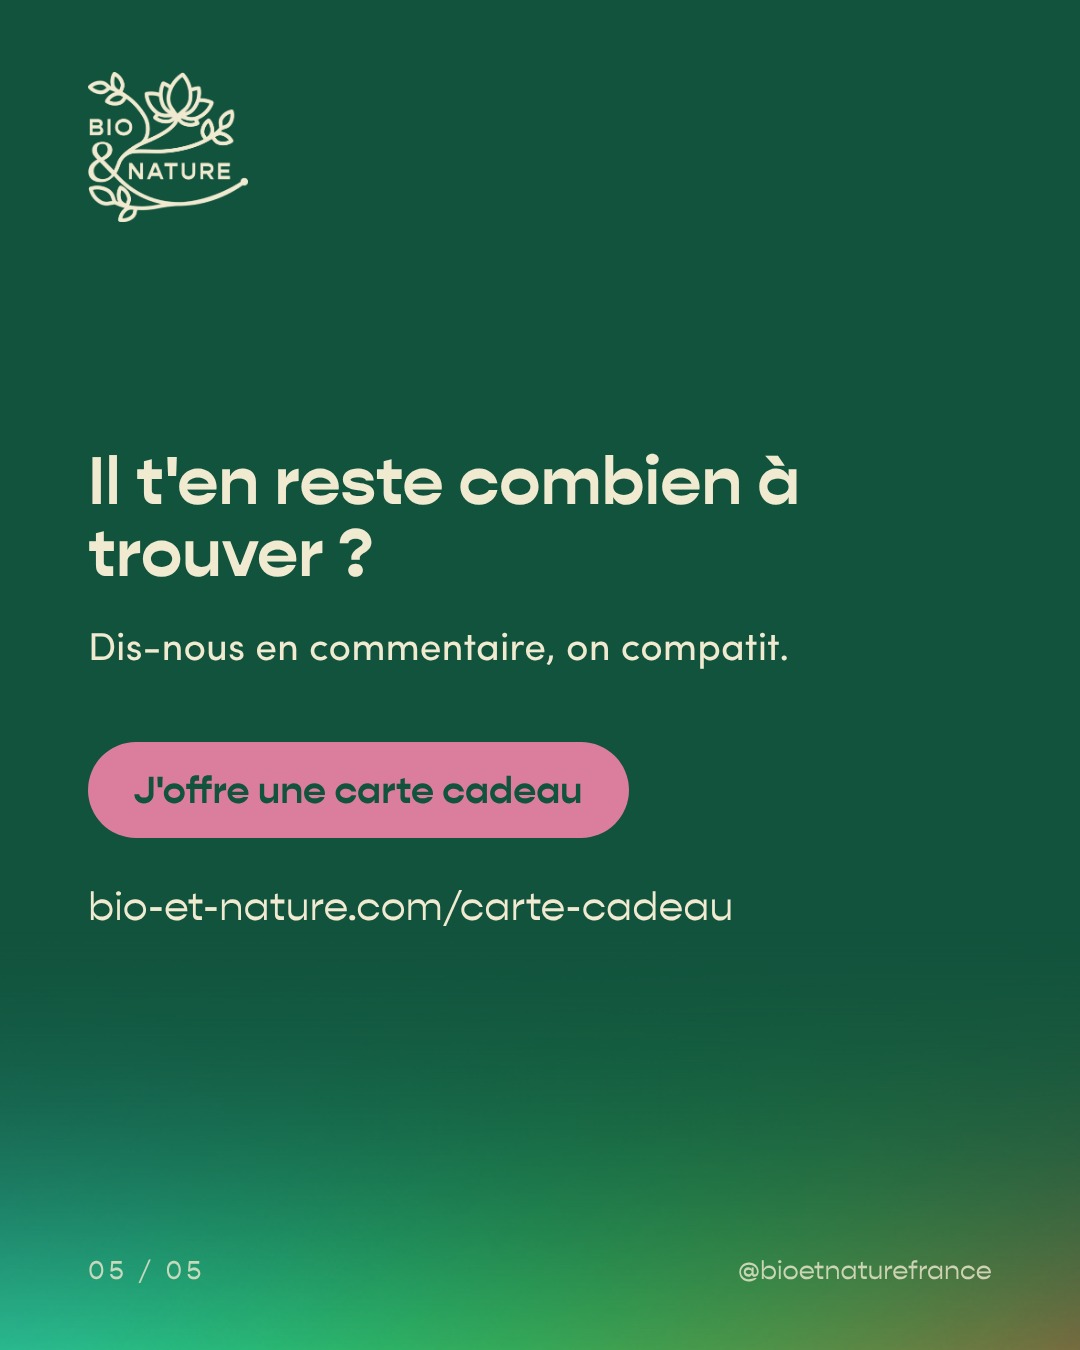 BIO
& NATURE
Il t'en reste combien à
trouver ?
Dis-nous en commentaire, on compatit.
J'offre une carte cadeau
bio-et-nature.com/carte-cadeau
05 / 05
@bioetnaturefrance